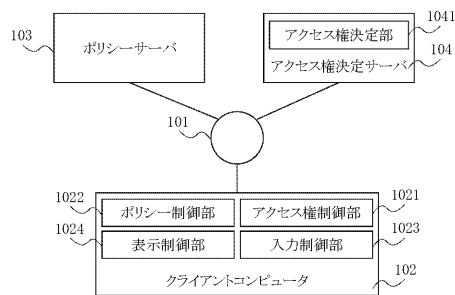 103
ポリシーサーバ
アクセス権決定部
1041
アクセス権決定サーバ
104
101
1022
ポリシー制御部
アクセス権制御部
1021
1024
表示制御部
入力制御部
1023
クライアントコンピュータ
102